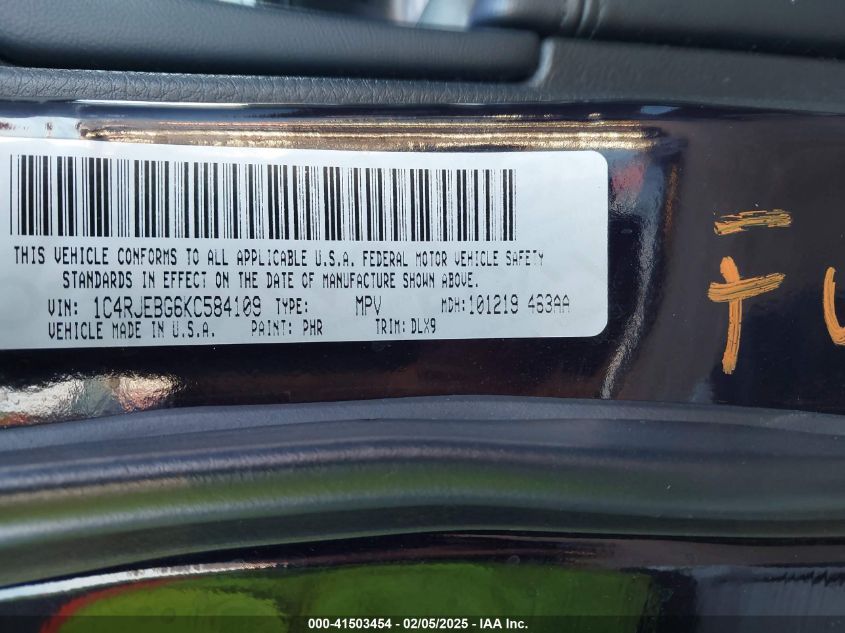 THIS VEHICLE CONFORMS TO ALL APPLICABLE U.S.A. FEDERAL MOTOR VEHICLE SAFETY
STANDARDS IN EFFECT ON THE DATE OF MANUFACTURE SHOWN ABOVE.
VIN: 1C4RJEBG6KC584109 TYPE: MPV MDH:101219 463AA
VEHICLE MADE IN U.S.A. PAINT: PHR TRIM: DLX9
000-41503454 - 02/05/2025 - IAA Inc.